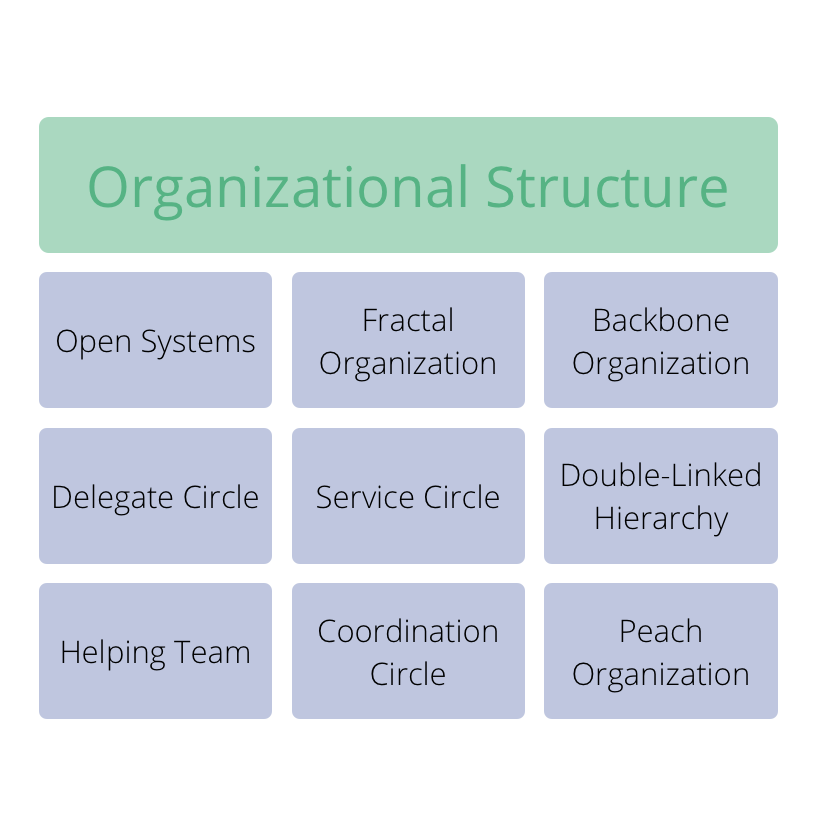 Organizational Structure
Open Systems
Fractal
Organization
Backbone
Organization
Delegate Circle
Service Circle
Double-Linked
Hierarchy
Helping Team
Coordination
Circle
Peach
Organization